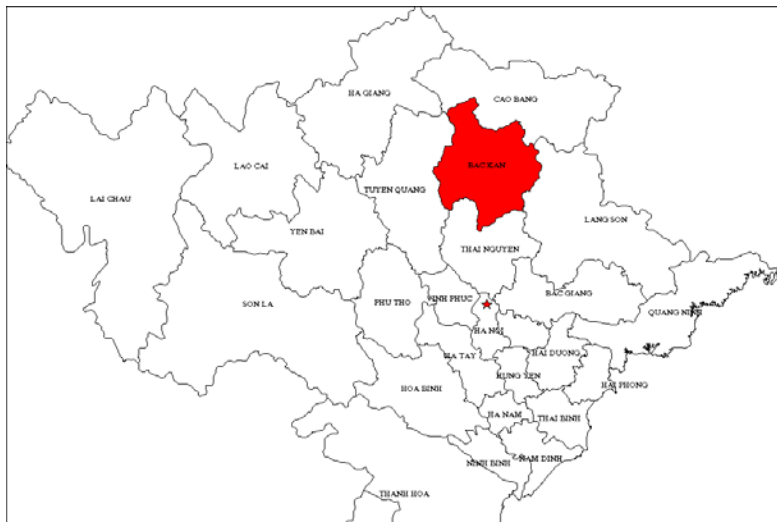 HA GIANG
CAO BANG
LAO CAI
BAC KAN
LAI CHAU
TUYEN QUANG
LANG SON
YEN BAI
THAI NGUYEN
BAC GIANG
SON LA
PHU THO
VINH PHUC
QUANG NINH
HA NOI
HA TAY
HAI DUONG
HUNG YEN
HAI PHONG
HOA BINH
HA NAM
THAI BINH
NINH BINH
NAM DINH
THANH HOA